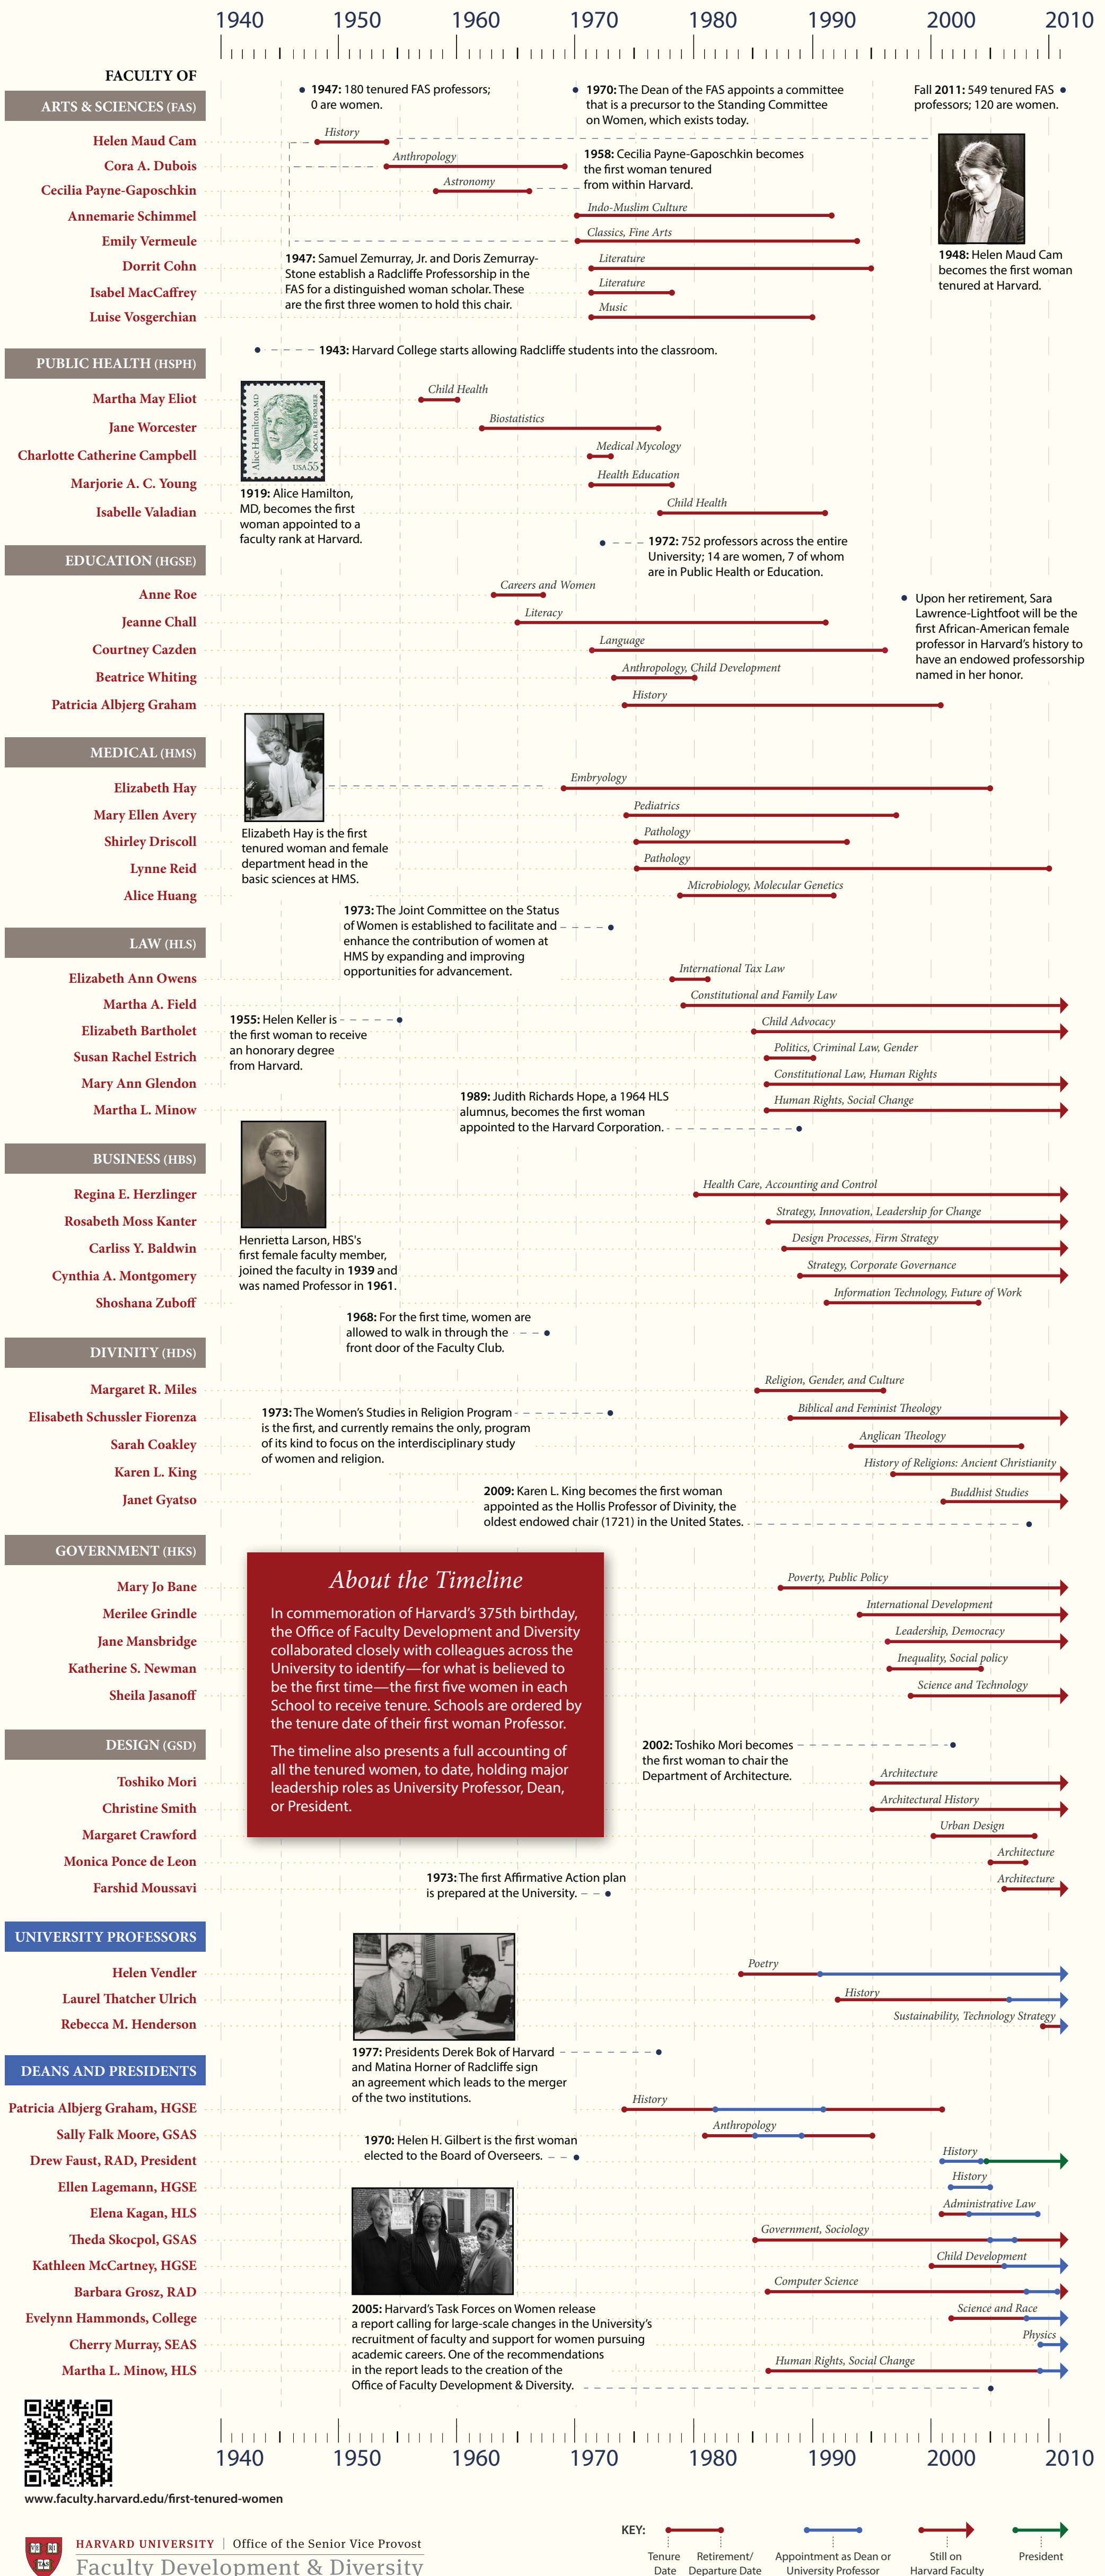 1940 1950 1960 1970 1980 1990 2000 2010
FACULTY OF
ARTS & SCIENCES (FAS)
1947: 180 tenured FAS professors;
0 are women.
1970: The Dean of the FAS appoints a committee
that is a precursor to the Standing Committee
on Women, which exists today.
Fall 2011: 549 tenured FAS
professors; 120 are women.
Helen Maud Cam
History
Cora A. Dubois
Anthropology
Cecilia Payne-Gaposchkin
Astronomy
1958: Cecilia Payne-Gaposchkin becomes
the first woman tenured
from within Harvard.
Annemarie Schimmel
Indo-Muslim Culture
Emily Vermeule
Classics, Fine Arts
Dorrit Cohn
Literature
Isabel MacCaffrey
Literature
Luise Vosgerchian
Music
1947: Samuel Zemurray, Jr. and Doris Zemurray-
Stone establish a Radcliffe Professorship in the
FAS for a distinguished woman scholar. These
are the first three women to hold this chair.
1948: Helen Maud Cam
becomes the first woman
tenured at Harvard.
1943: Harvard College starts allowing Radcliffe students into the classroom.
PUBLIC HEALTH (HSPH)
Martha May Eliot
Child Health
Jane Worcester
Biostatistics
Charlotte Catherine Campbell
Medical Mycology
Marjorie A. C. Young
Health Education
Isabelle Valadian
Child Health
Alice Hamilton, MD
SOCIAL REFORMER
USA 55
1919: Alice Hamilton,
MD, becomes the first
woman appointed to a
faculty rank at Harvard.
1972: 752 professors across the entire
University; 14 are women, 7 of whom
are in Public Health or Education.
EDUCATION (HGSE)
Anne Roe
Careers and Women
Jeanne Chall
Literacy
Courtney Cazden
Language
Beatrice Whiting
Anthropology, Child Development
Patricia Albjerg Graham
History
Upon her retirement, Sara
Lawrence-Lightfoot will be the
first African-American female
professor in Harvard's history to
have an endowed professorship
named in her honor.
MEDICAL (HMS)
Elizabeth Hay
Embryology
Mary Ellen Avery
Pediatrics
Shirley Driscoll
Pathology
Lynne Reid
Pathology
Alice Huang
Microbiology, Molecular Genetics
Elizabeth Hay is the first
tenured woman and female
department head in the
basic sciences at HMS.
1973: The Joint Committee on the Status
of Women is established to facilitate and
enhance the contribution of women at
HMS by expanding and improving
opportunities for advancement.
LAW (HLS)
Elizabeth Ann Owens
International Tax Law
Martha A. Field
Constitutional and Family Law
Elizabeth Bartholet
Child Advocacy
Susan Rachel Estrich
Politics, Criminal Law, Gender
Mary Ann Glendon
Constitutional Law, Human Rights
Martha L. Minow
Human Rights, Social Change
1955: Helen Keller is
the first woman to receive
an honorary degree
from Harvard.
1989: Judith Richards Hope, a 1964 HLS
alumnus, becomes the first woman
appointed to the Harvard Corporation.
BUSINESS (HBS)
Regina E. Herzlinger
Health Care, Accounting and Control
Rosabeth Moss Kanter
Strategy, Innovation, Leadership for Change
Carliss Y. Baldwin
Design Processes, Firm Strategy
Cynthia A. Montgomery
Strategy, Corporate Governance
Shoshana Zuboff
Information Technology, Future of Work
Henrietta Larson, HBS's
first female faculty member,
joined the faculty in 1939 and
was named Professor in 1961.
1968: For the first time, women are
allowed to walk in through the
front door of the Faculty Club.
DIVINITY (HDS)
Margaret R. Miles
Religion, Gender, and Culture
Elisabeth Schussler Fiorenza
Biblical and Feminist Theology
Sarah Coakley
Anglican Theology
Karen L. King
History of Religions: Ancient Christianity
Janet Gyatso
Buddhist Studies
1973: The Women's Studies in Religion Program
is the first, and currently remains the only, program
of its kind to focus on the interdisciplinary study
of women and religion.
2009: Karen L. King becomes the first woman
appointed as the Hollis Professor of Divinity, the
oldest endowed chair (1721) in the United States.
GOVERNMENT (HKS)
Mary Jo Bane
Poverty, Public Policy
Merilee Grindle
International Development
Jane Mansbridge
Leadership, Democracy
Katherine S. Newman
Inequality, Social policy
Sheila Jasanoff
Science and Technology
About the Timeline
In commemoration of Harvard's 375th birthday,
the Office of Faculty Development and Diversity
collaborated closely with colleagues across the
University to identify—for what is believed to
be the first time—the first five women in each
School to receive tenure. Schools are ordered by
the tenure date of their first woman Professor.
The timeline also presents a full accounting of
all the tenured women, to date, holding major
leadership roles as University Professor, Dean,
or President.
DESIGN (GSD)
Toshiko Mori
Architecture
Christine Smith
Architectural History
Margaret Crawford
Urban Design
Monica Ponce de Leon
Architecture
Farshid Moussavi
Architecture
2002: Toshiko Mori becomes
the first woman to chair the
Department of Architecture.
1973: The first Affirmative Action plan
is prepared at the University.
UNIVERSITY PROFESSORS
Helen Vendler
Poetry
Laurel Thatcher Ulrich
History
Rebecca M. Henderson
Sustainability, Technology Strategy
1977: Presidents Derek Bok of Harvard
and Matina Horner of Radcliffe sign
an agreement which leads to the merger
of the two institutions.
DEANS AND PRESIDENTS
Patricia Albjerg Graham, HGSE
History
Sally Falk Moore, GSAS
Anthropology
Drew Faust, RAD, President
History
Ellen Lagemann, HGSE
History
Elena Kagan, HLS
Administrative Law
Theda Skocpol, GSAS
Government, Sociology
Kathleen McCartney, HGSE
Child Development
Barbara Grosz, RAD
Computer Science
Evelynn Hammonds, College
Science and Race
Cherry Murray, SEAS
Physics
Martha L. Minow, HLS
Human Rights, Social Change
1970: Helen H. Gilbert is the first woman
elected to the Board of Overseers.
2005: Harvard's Task Forces on Women release
a report calling for large-scale changes in the University's
recruitment of faculty and support for women pursuing
academic careers. One of the recommendations
in the report leads to the creation of the
Office of Faculty Development & Diversity.
1940 1950 1960 1970 1980 1990 2000 2010
www.faculty.harvard.edu/first-tenured-women
VE RI TAS
HARVARD UNIVERSITY | Office of the Senior Vice Provost
Faculty Development & Diversity
KEY:
Tenure
Date
Retirement/
Departure Date
Appointment as Dean or
University Professor
Still on
Harvard Faculty
President